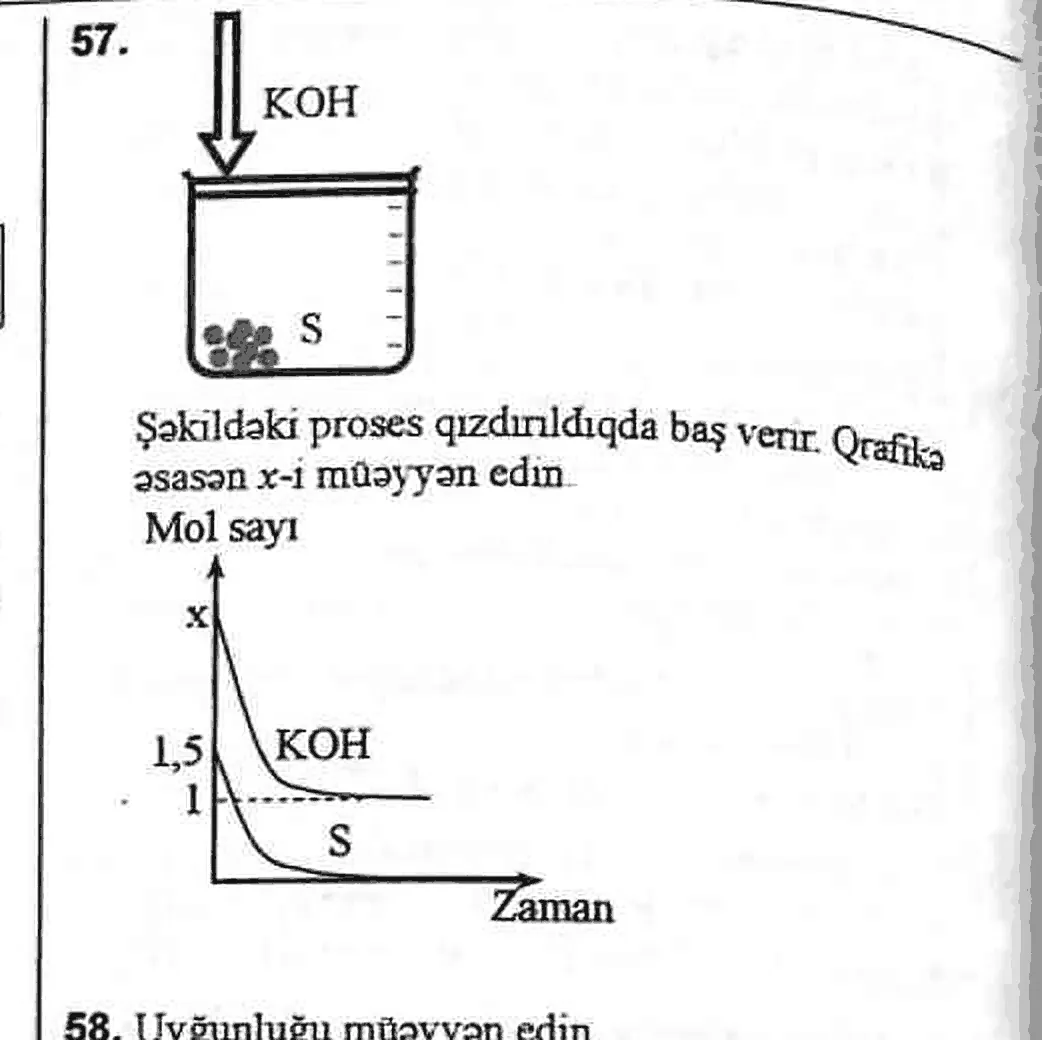 57.
KOH
S
Şəkildəki proses qızdırıldıqda baş verir. Qrafikə
əsasən x-i müəyyən edin
Mol sayı
x
1,5
KOH
1
S
Zaman
58. Uyğunluğu müəyyən edin